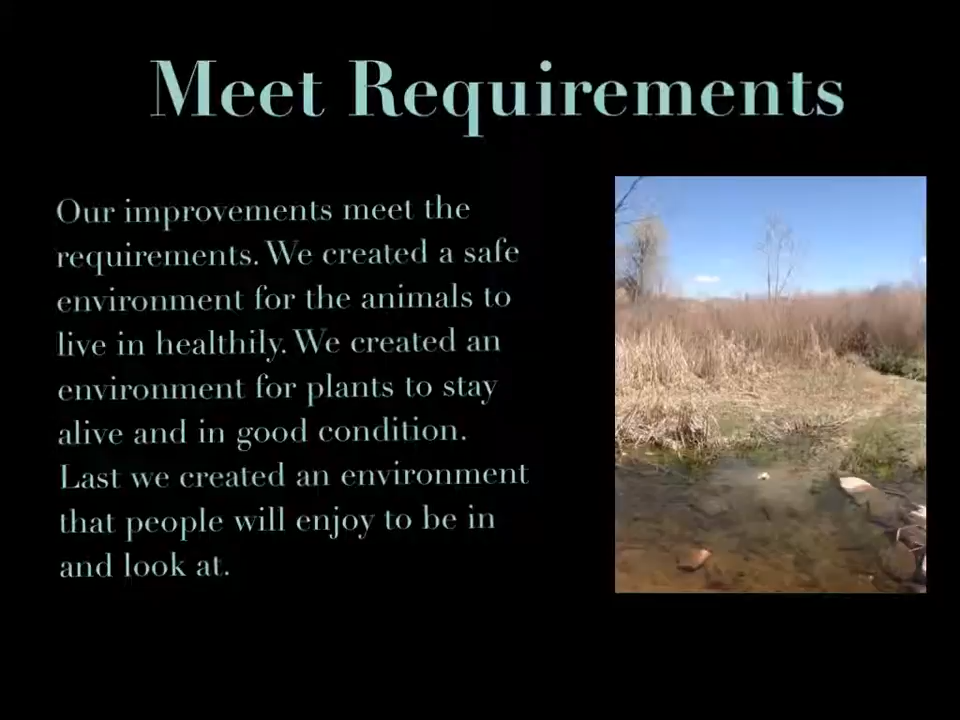 Meet Requirements
Our improvements meet the
requirements. We created a safe
environment for the animals to
live in healthily. We created an
environment for plants to stay
alive and in good condition.
Last we created an environment
that people will enjoy to be in
and look at.